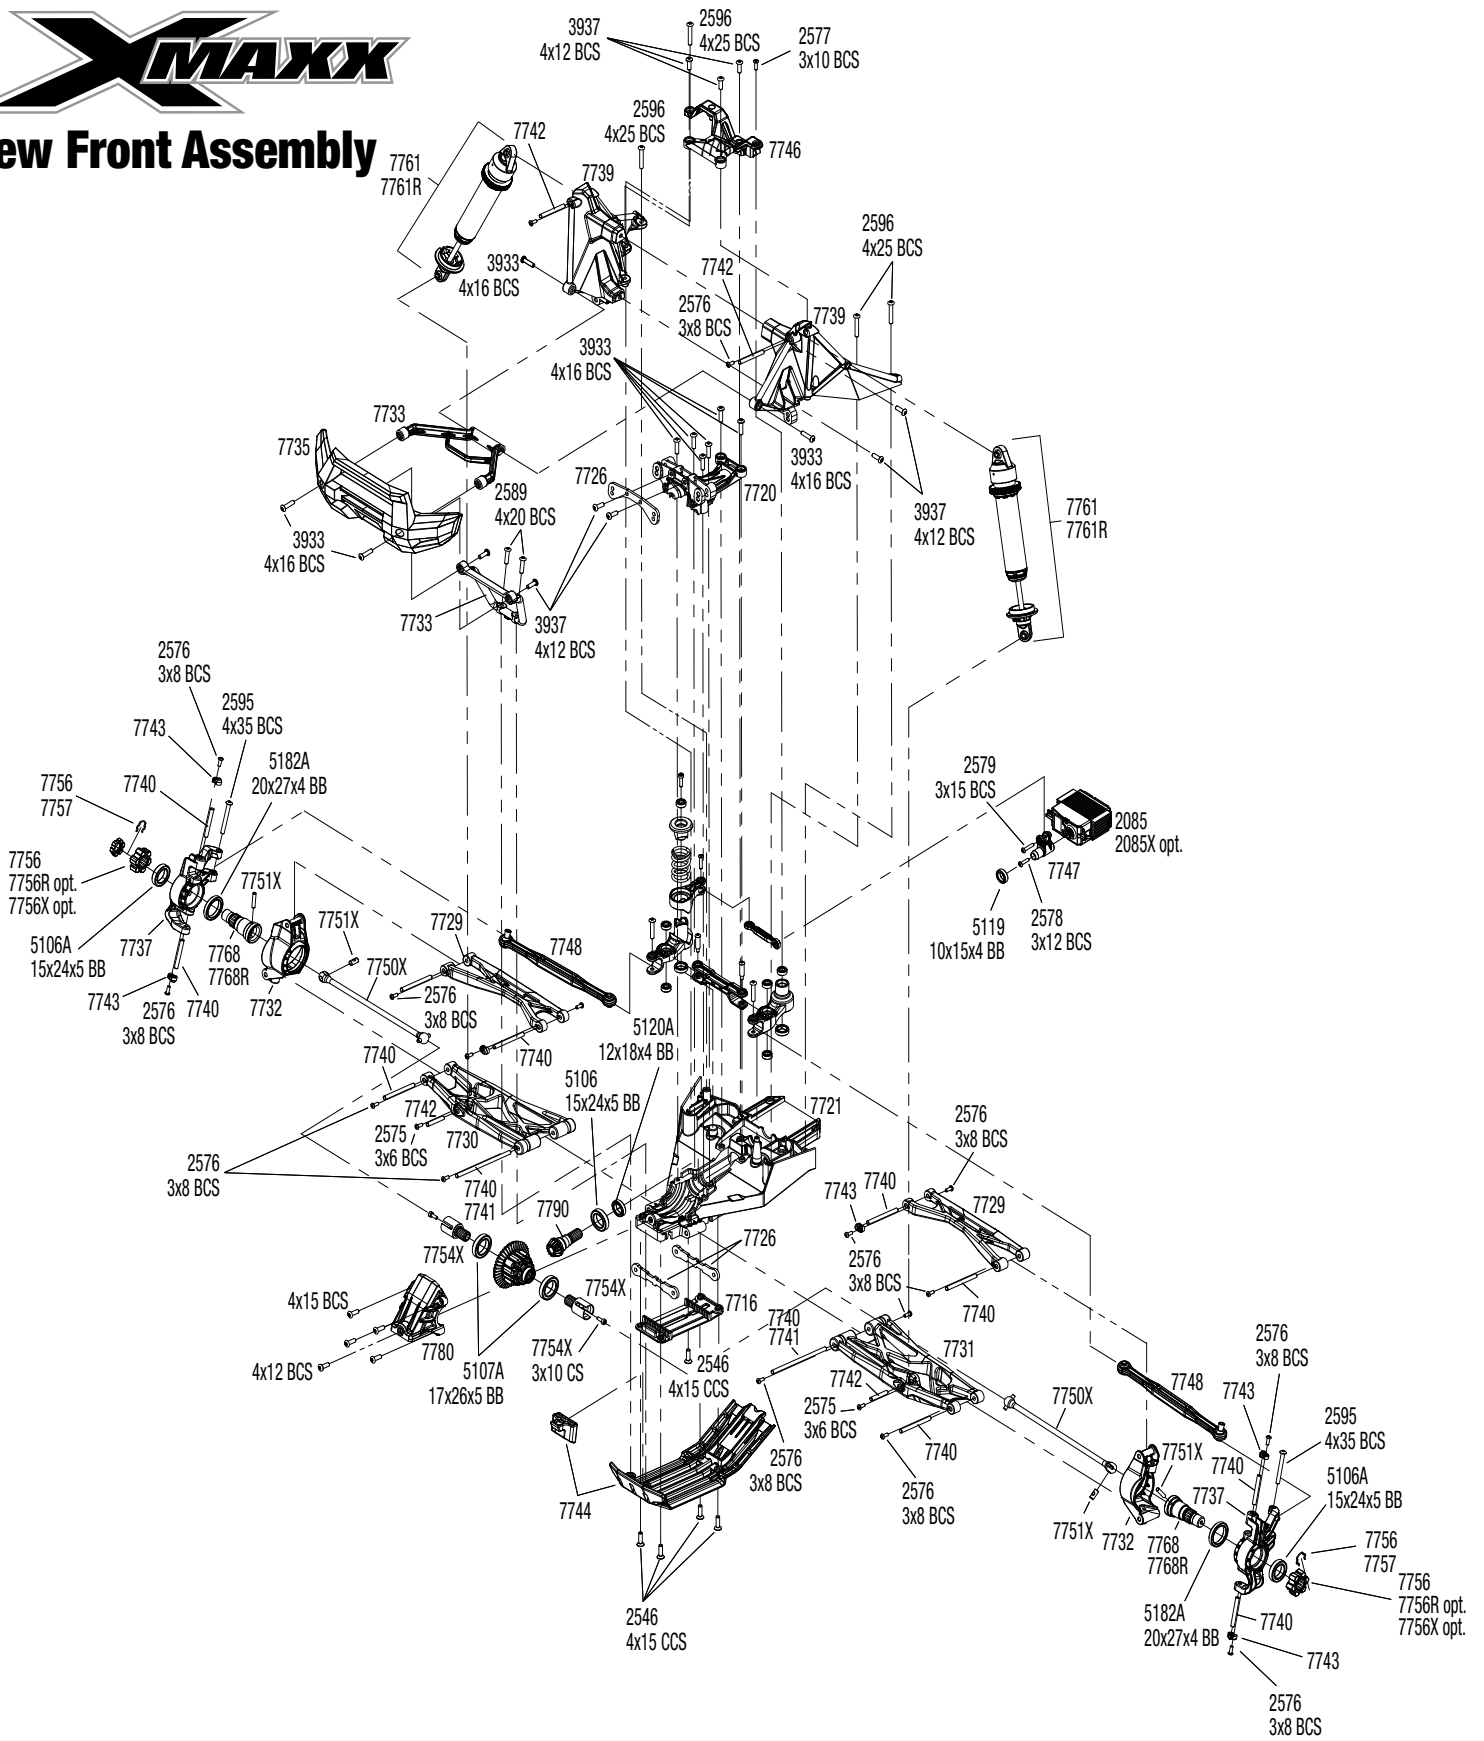 XMAXX
ew Front Assembly
3937
4x12 BCS
2596
4x25 BCS
2577
3x10 BCS
2596
4x25 BCS
7746
7742
7761
7761R
7739
3933
4x16 BCS
2596
4x25 BCS
7742
2576
3x8 BCS
7739
3933
4x16 BCS
7733
7735
7726
2589
4x20 BCS
7720
3933
4x16 BCS
3937
4x12 BCS
7761
7761R
3933
4x16 BCS
7733
3937
4x12 BCS
2576
3x8 BCS
2595
4x35 BCS
7743
5182A
20x27x4 BB
7756
7757
7740
7756
7756R opt.
7756X opt.
7751X
7751X
5106A
15x24x5 BB
7737
7768
7768R
7743
2576
3x8 BCS
7740
7732
7750X
7729
7748
2576
3x8 BCS
7740
2579
3x15 BCS
2085
2085X opt.
7747
5119
10x15x4 BB
2578
3x12 BCS
5120A
12x18x4 BB
5106
15x24x5 BB
7740
7742
7730
2575
3x6 BCS
2576
3x8 BCS
7740
7741
7721
7790
7754X
7726
7754X
7716
4x15 BCS
4x12 BCS
7780
5107A
17x26x5 BB
7754X
3x10 CS
2546
4x15 CCS
7744
2546
4x15 CCS
2576
3x8 BCS
7743
7740
7729
2576
3x8 BCS
7740
7740
7741
7731
7742
2575
3x6 BCS
7740
2576
3x8 BCS
2576
3x8 BCS
7750X
7748
2576
3x8 BCS
7743
2595
4x35 BCS
7751X
7740
7737
5106A
15x24x5 BB
7751X
7732
7768
7768R
7756
7757
7756
7756R opt.
7756X opt.
5182A
20x27x4 BB
7740
7743
2576
3x8 BCS